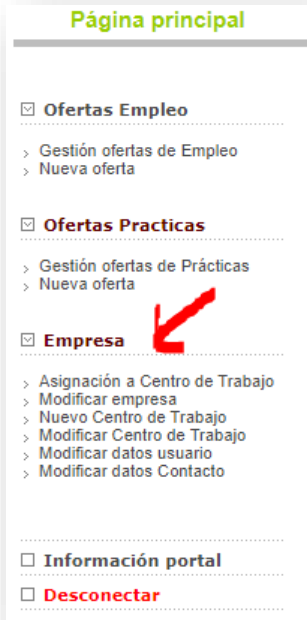 Página principal
Ofertas Empleo
Gestión ofertas de Empleo
Nueva oferta
Ofertas Practicas
Gestión ofertas de Prácticas
Nueva oferta
Empresa
Asignación a Centro de Trabajo
Modificar empresa
Nuevo Centro de Trabajo
Modificar Centro de Trabajo
Modificar datos usuario
Modificar datos Contacto
Información portal
Desconectar